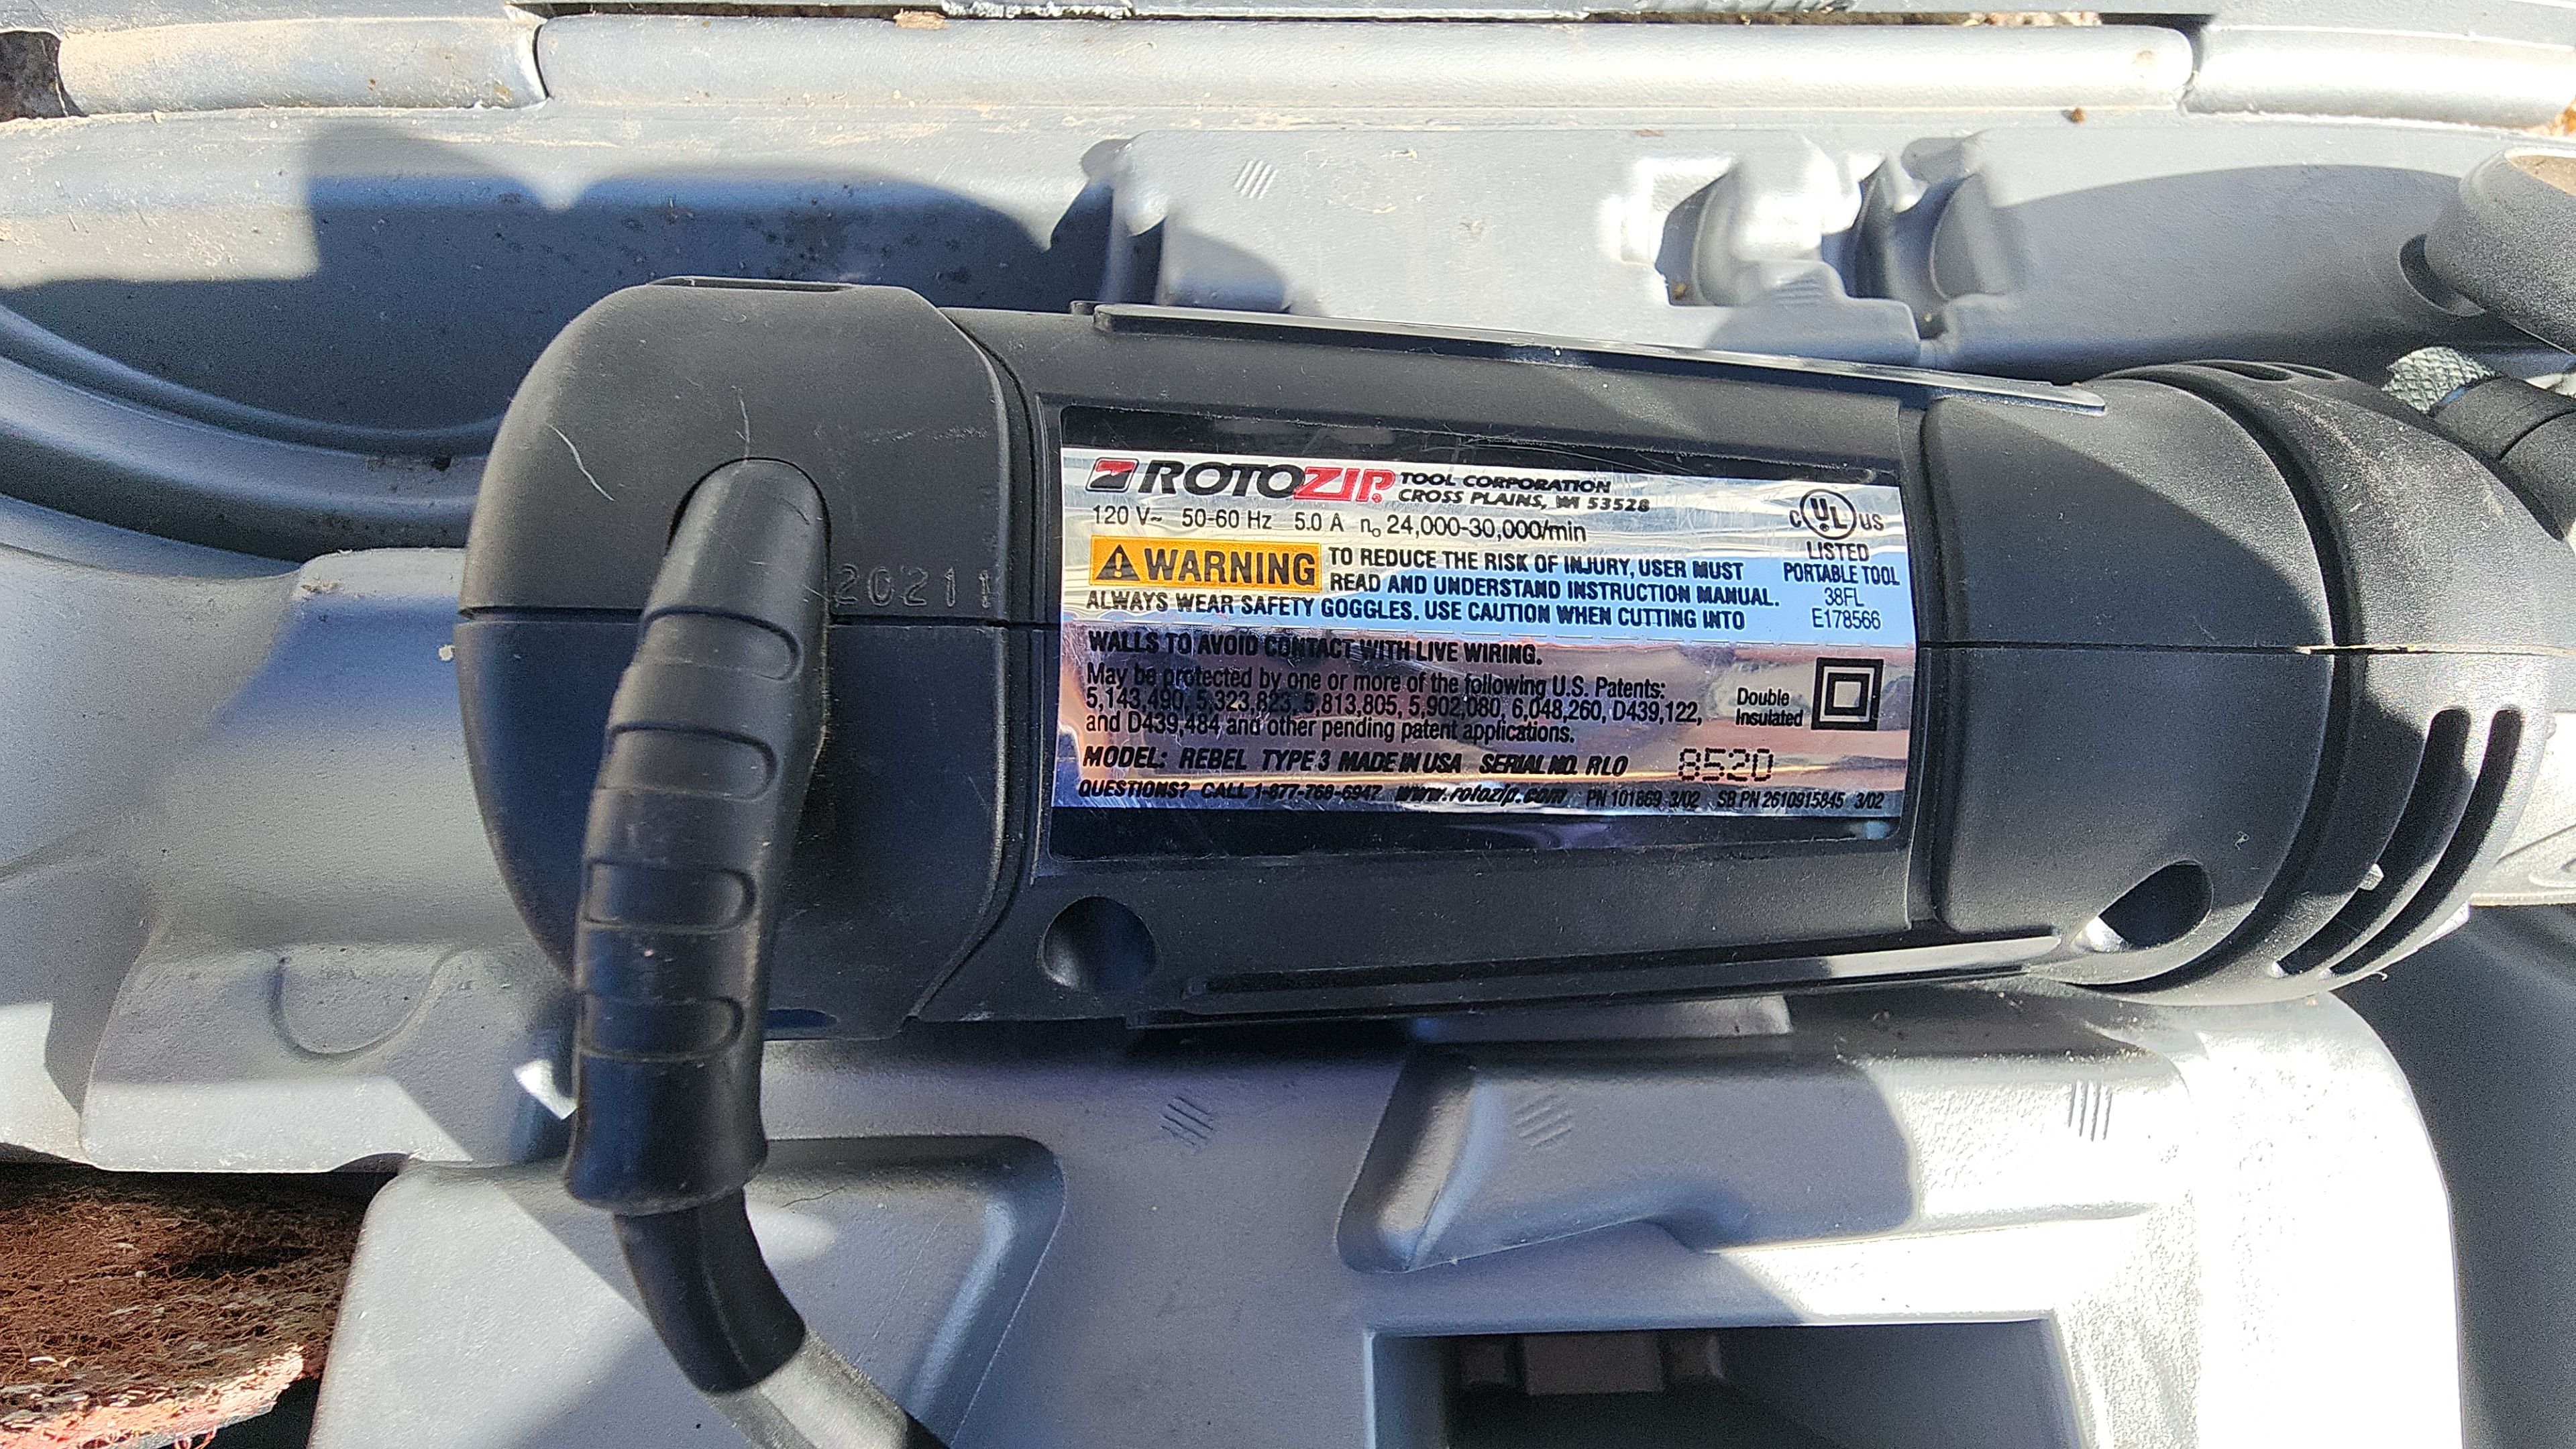 ROTOZIP TOOL CORPORATION
CROSS PLAINS, WI 53528
120 V~ 50-60 Hz 5.0 A n₀ 24,000-30,000/min
C UL US
LISTED
PORTABLE TOOL
38FL
E178566
WARNING TO REDUCE THE RISK OF INJURY, USER MUST
READ AND UNDERSTAND INSTRUCTION MANUAL.
ALWAYS WEAR SAFETY GOGGLES. USE CAUTION WHEN CUTTING INTO
WALLS TO AVOID CONTACT WITH LIVE WIRING.
May be protected by one or more of the following U.S. Patents:
5,143,490, 5,323,823, 5,813,805, 5,902,080, 6,048,260, D439,122,
and D439,484 and other pending patent applications.
Double
Insulated
MODEL: REBEL TYPE 3 MADE IN USA SERIAL NO. RLO 8520
QUESTIONS? CALL 1-877-768-6947 www.rotozip.com PN 101869 3/02 SB PN 2610915845 3/02
20211